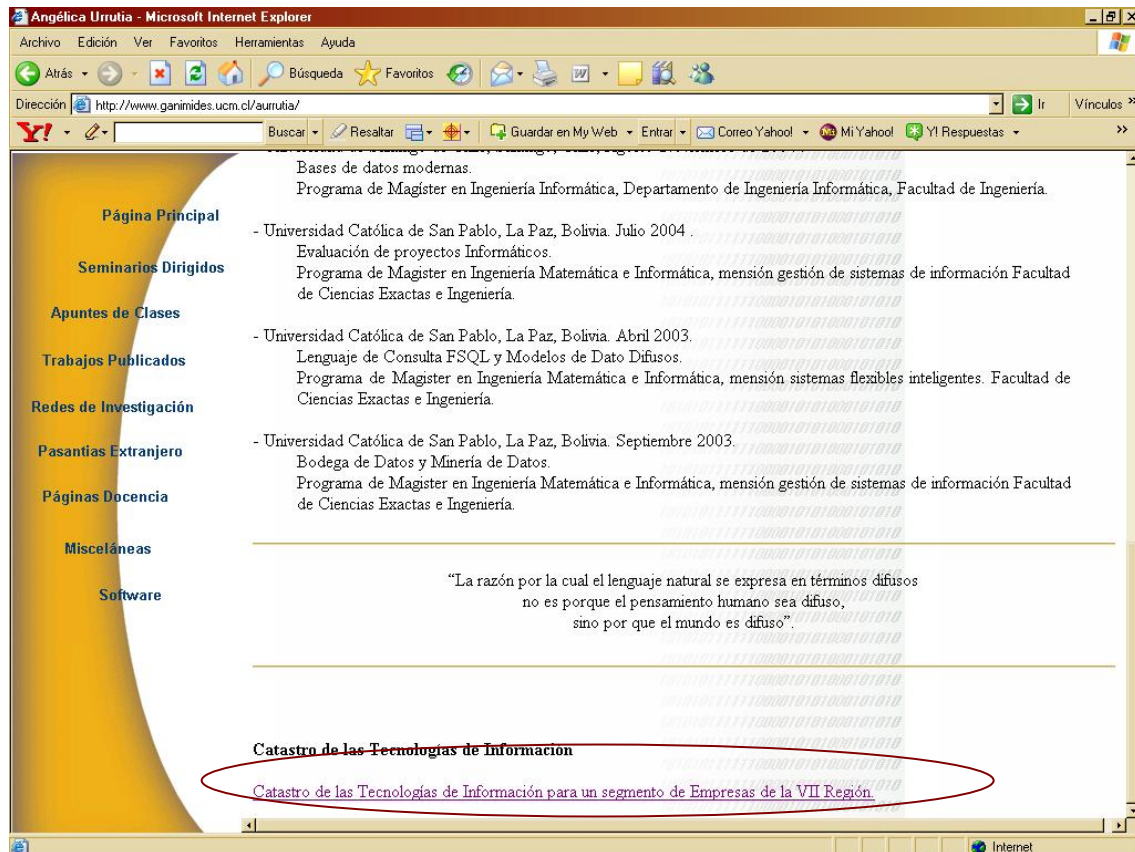 Angélica Urrutia - Microsoft Internet Explorer
Archivo Edición Ver Favoritos Herramientas Ayuda
Atrás Búsqueda Favoritos
Dirección http://www.ganimides.ucm.cl/aurrutia/ Ir Vínculos »
Y! Buscar Resaltar Guardar en My Web Entrar Correo Yahoo! Mi Yahoo! Y! Respuestas »
Bases de datos modernas.
Programa de Magíster en Ingeniería Informática, Departamento de Ingeniería Informática, Facultad de Ingeniería.
Página Principal
- Universidad Católica de San Pablo, La Paz, Bolivia. Julio 2004 .
Evaluación de proyectos Informáticos.
Seminarios Dirigidos
Programa de Magister en Ingeniería Matemática e Informática, mensión gestión de sistemas de información Facultad
de Ciencias Exactas e Ingeniería.
Apuntes de Clases
- Universidad Católica de San Pablo, La Paz, Bolivia. Abril 2003.
Lenguaje de Consulta FSQL y Modelos de Dato Difusos.
Trabajos Publicados
Programa de Magister en Ingeniería Matemática e Informática, mensión sistemas flexibles inteligentes. Facultad de
Ciencias Exactas e Ingeniería.
Redes de Investigación
- Universidad Católica de San Pablo, La Paz, Bolivia. Septiembre 2003.
Pasantias Extranjero
Bodega de Datos y Minería de Datos.
Programa de Magister en Ingeniería Matemática e Informática, mensión gestión de sistemas de información Facultad
Páginas Docencia
de Ciencias Exactas e Ingeniería.
Misceláneas
“La razón por la cual el lenguaje natural se expresa en términos difusos
Software
no es porque el pensamiento humano sea difuso,
sino por que el mundo es difuso”.
Catastro de las Tecnologías de Información
Catastro de las Tecnologías de Información para un segmento de Empresas de la VII Región.
Internet